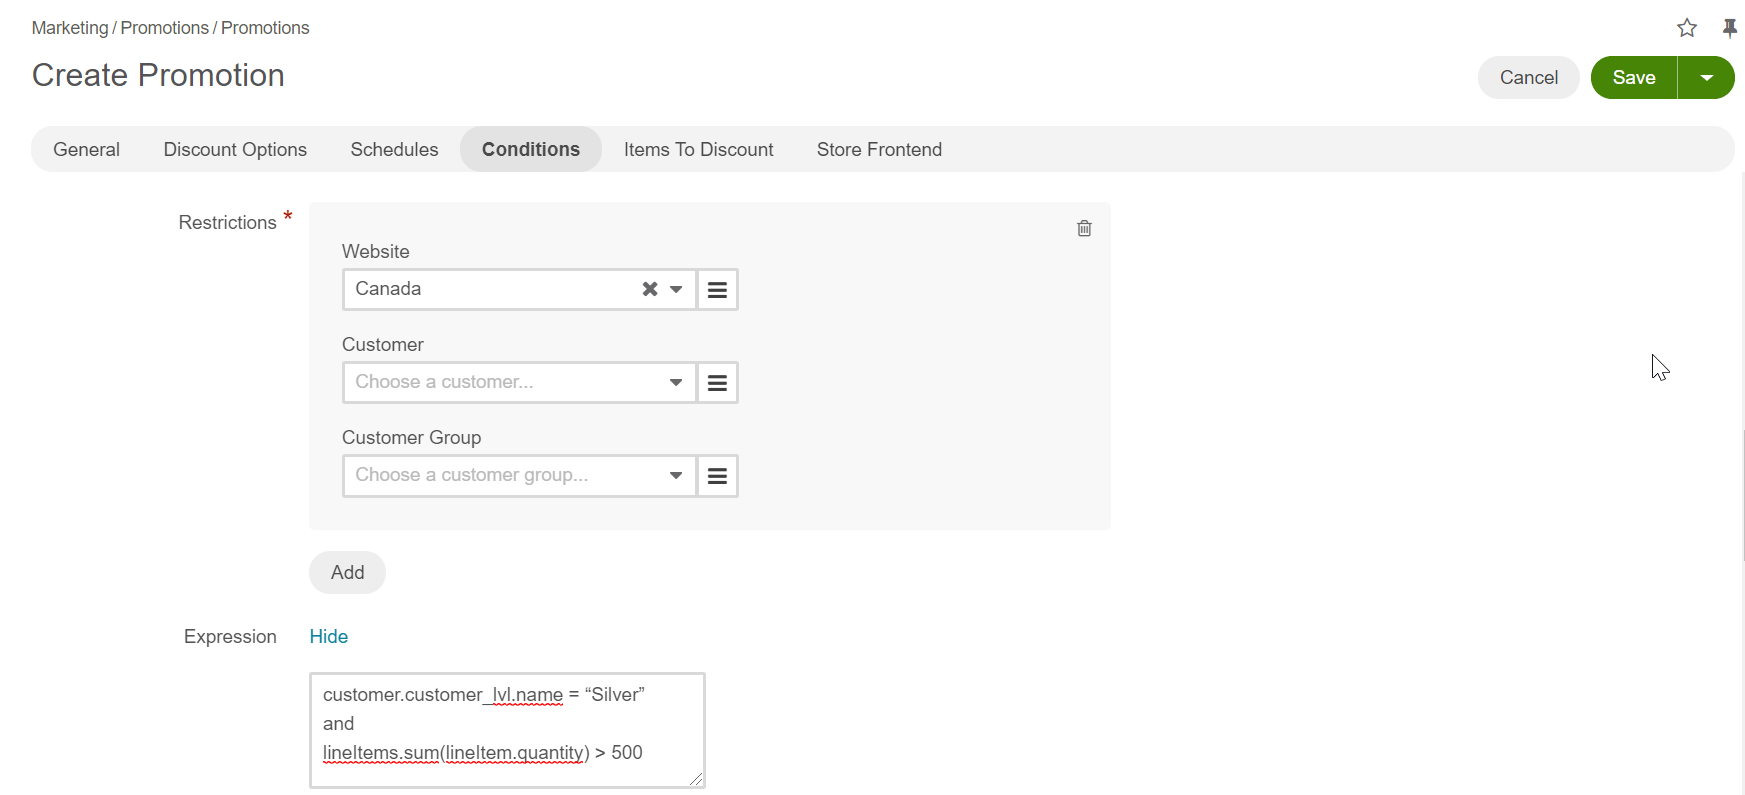 Marketing / Promotions / Promotions
Create Promotion
Cancel
Save
General
Discount Options
Schedules
Conditions
Items To Discount
Store Frontend
Restrictions *
Website
Canada
Customer
Choose a customer...
Customer Group
Choose a customer group...
Add
Expression
Hide
customer.customer_lvl.name = “Silver”
and
lineItems.sum(lineItem.quantity) > 500